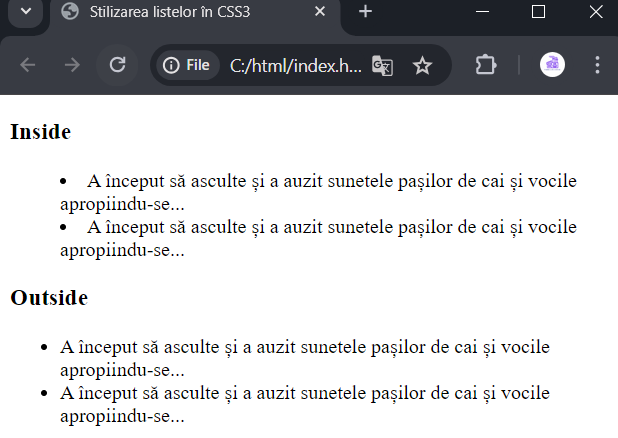 Stilizarea listelor în CSS3
File
C:/html/index.h...
Inside
• A început să asculte și a auzit sunetele pașilor de cai și vocile
apropiindu-se...
• A început să asculte și a auzit sunetele pașilor de cai și vocile
apropiindu-se...
Outside
• A început să asculte și a auzit sunetele pașilor de cai și vocile
apropiindu-se...
• A început să asculte și a auzit sunetele pașilor de cai și vocile
apropiindu-se...